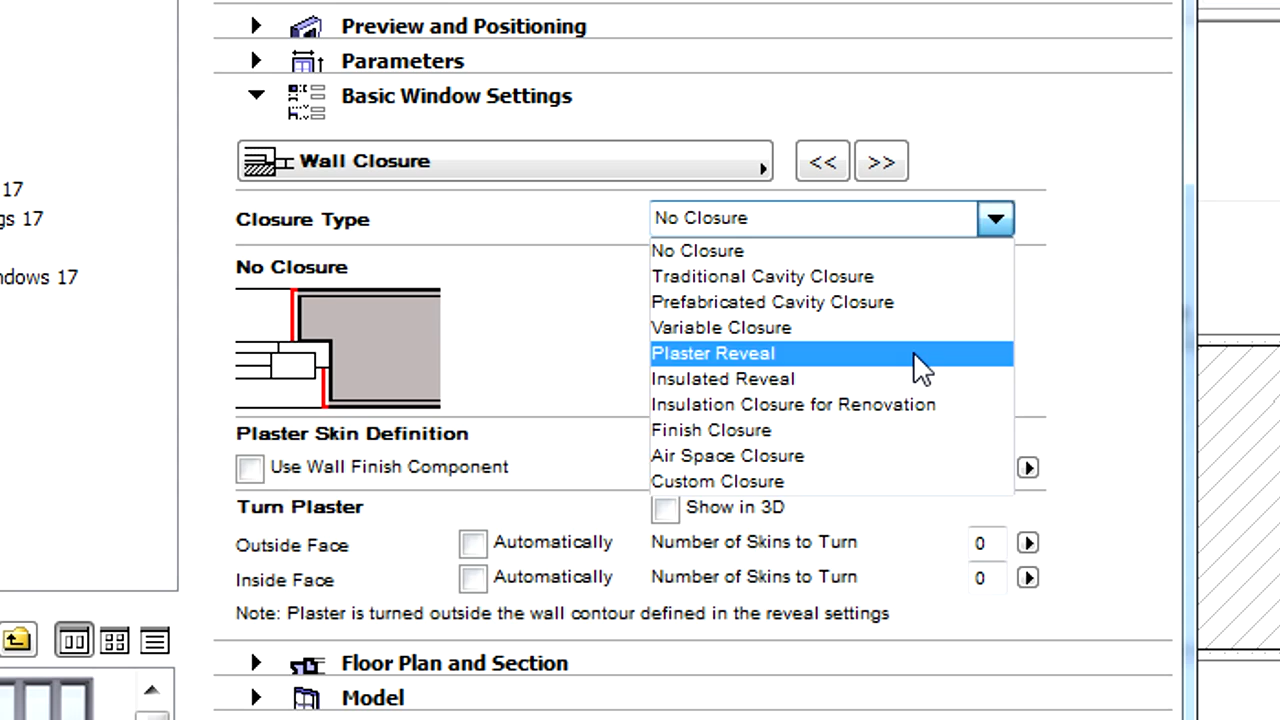 Preview and Positioning
Parameters
Basic Window Settings
Wall Closure
<< >>
17
gs 17
ndows 17
Closure Type No Closure
No Closure
Traditional Cavity Closure
Prefabricated Cavity Closure
Variable Closure
Plaster Reveal
Insulated Reveal
Insulation Closure for Renovation
Finish Closure
Air Space Closure
Custom Closure
No Closure
Plaster Skin Definition
Use Wall Finish Component
Turn Plaster Show in 3D
Outside Face Automatically Number of Skins to Turn 0
Inside Face Automatically Number of Skins to Turn 0
Note: Plaster is turned outside the wall contour defined in the reveal settings
Floor Plan and Section
Model